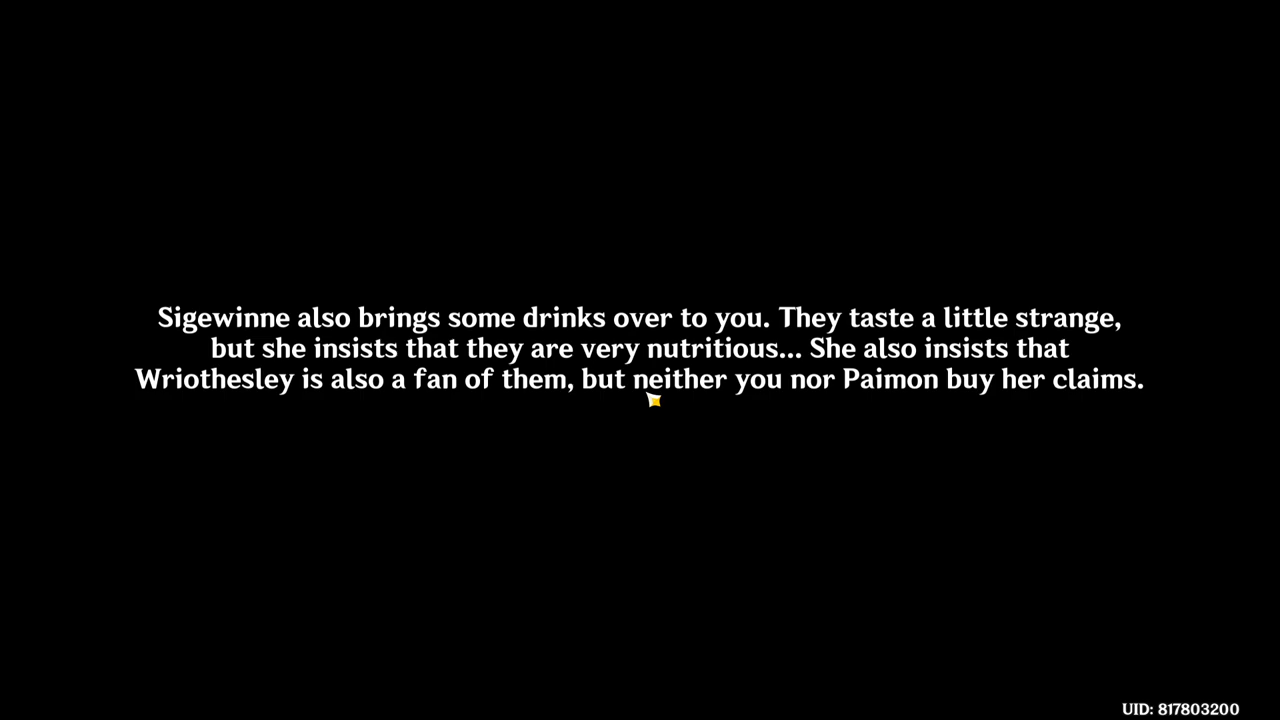 Sigewinne also brings some drinks over to you. They taste a little strange,
but she insists that they are very nutritious... She also insists that
Wriothesley is also a fan of them, but neither you nor Paimon buy her claims.
UID: 817803200